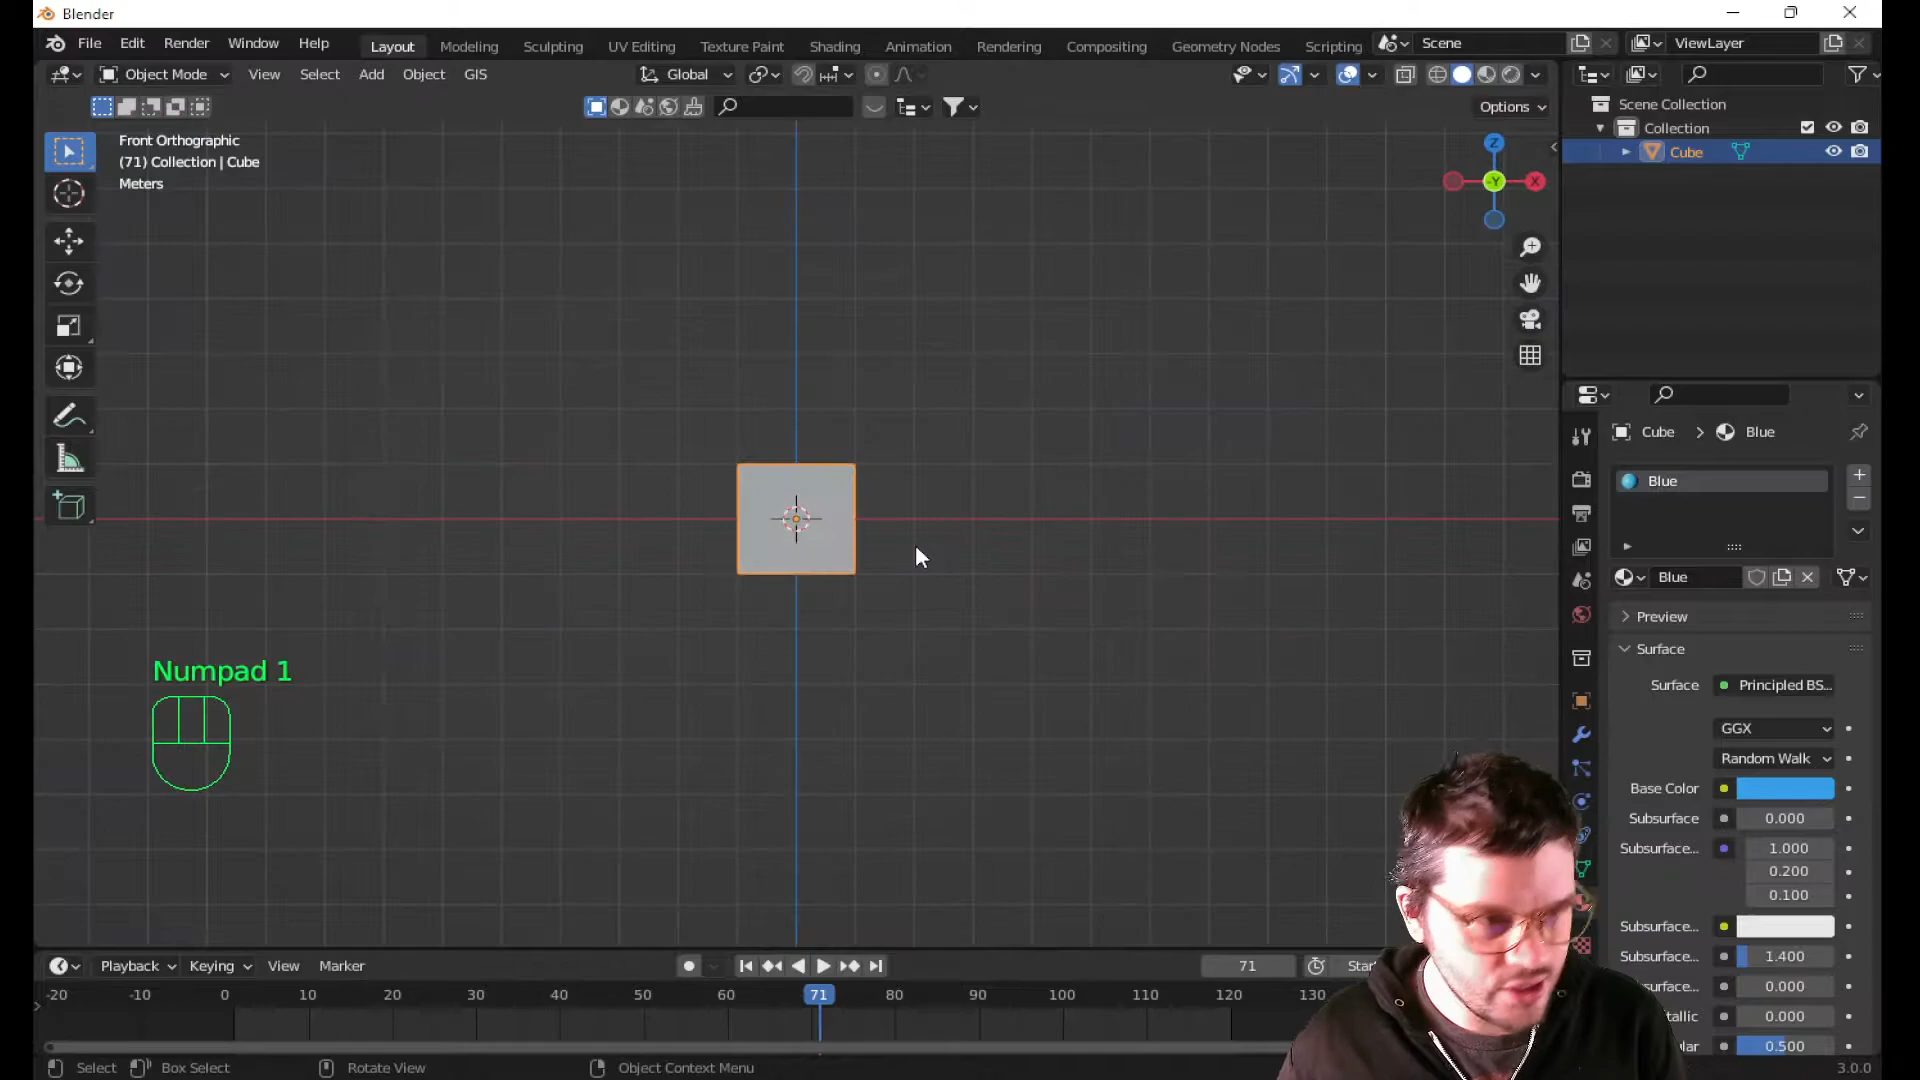 Blender
File Edit Render Window Help Layout Modeling Sculpting UV Editing Texture Paint Shading Animation Rendering Compositing Geometry Nodes Scripting Scene ViewLayer
Object Mode View Select Add Object GIS Global
Options
Scene Collection
Collection
Cube
Front Orthographic
(71) Collection | Cube
Meters
Z
-Y X
Cube > Blue
Blue
Blue
Preview
Surface
Surface Principled BS...
GGX
Random Walk
Base Color
Subsurface 0.000
Subsurface... 1.000
0.200
0.100
Subsurface...
Subsurface... 1.400
ubsurface... 0.000
tallic 0.000
lar 0.500
Numpad 1
Playback Keying View Marker 71 Star
-20 -10 0 10 20 30 40 50 60 71 80 90 100 110 120 130
Select Box Select Rotate View Object Context Menu 3.0.0